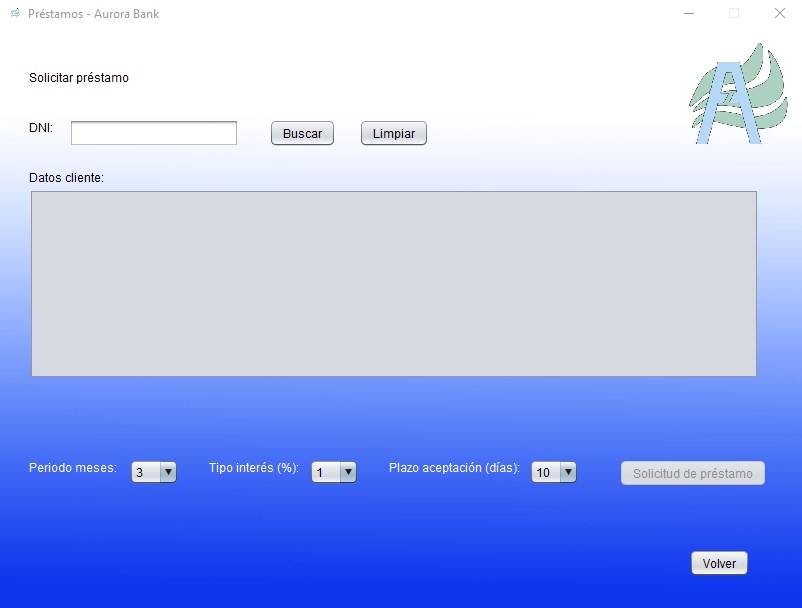 Préstamos - Aurora Bank
Solicitar préstamo
DNI: Buscar Limpiar
Datos cliente:
Periodo meses: 3 Tipo interés (%): 1 Plazo aceptación (días): 10 Solicitud de préstamo
Volver